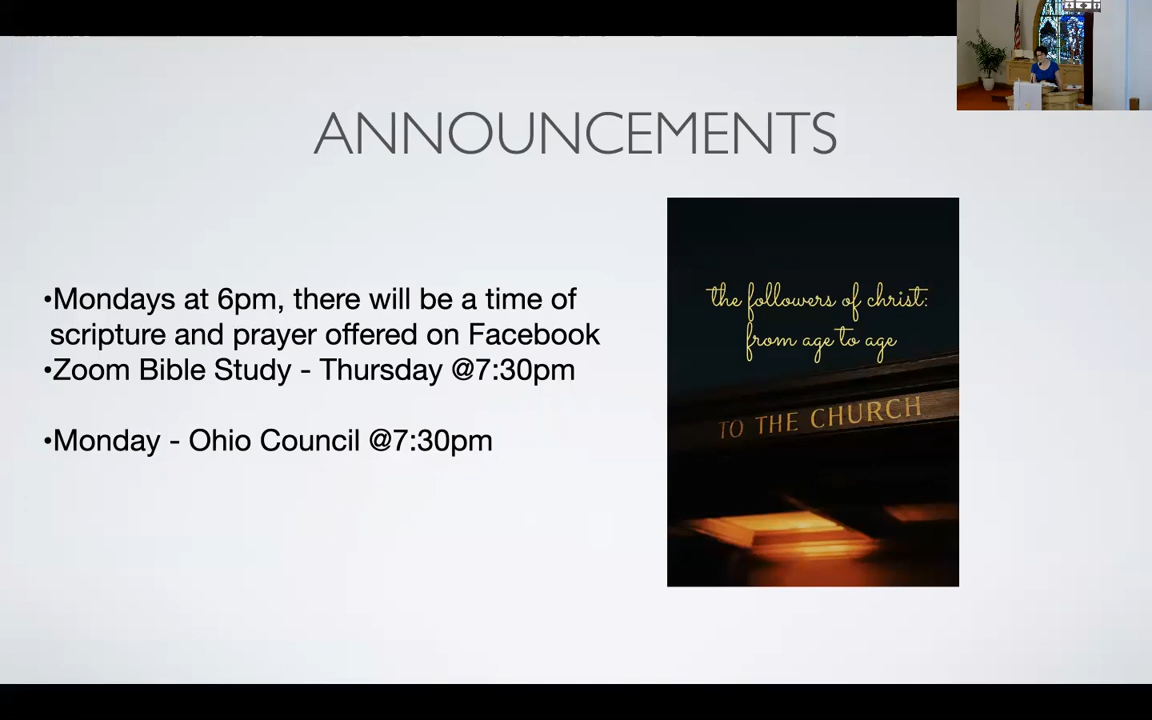 ANNOUNCEMENTS
•Mondays at 6pm, there will be a time of
scripture and prayer offered on Facebook
•Zoom Bible Study - Thursday @7:30pm
•Monday - Ohio Council @7:30pm
the followers of christ:
from age to age
TO THE CHURCH